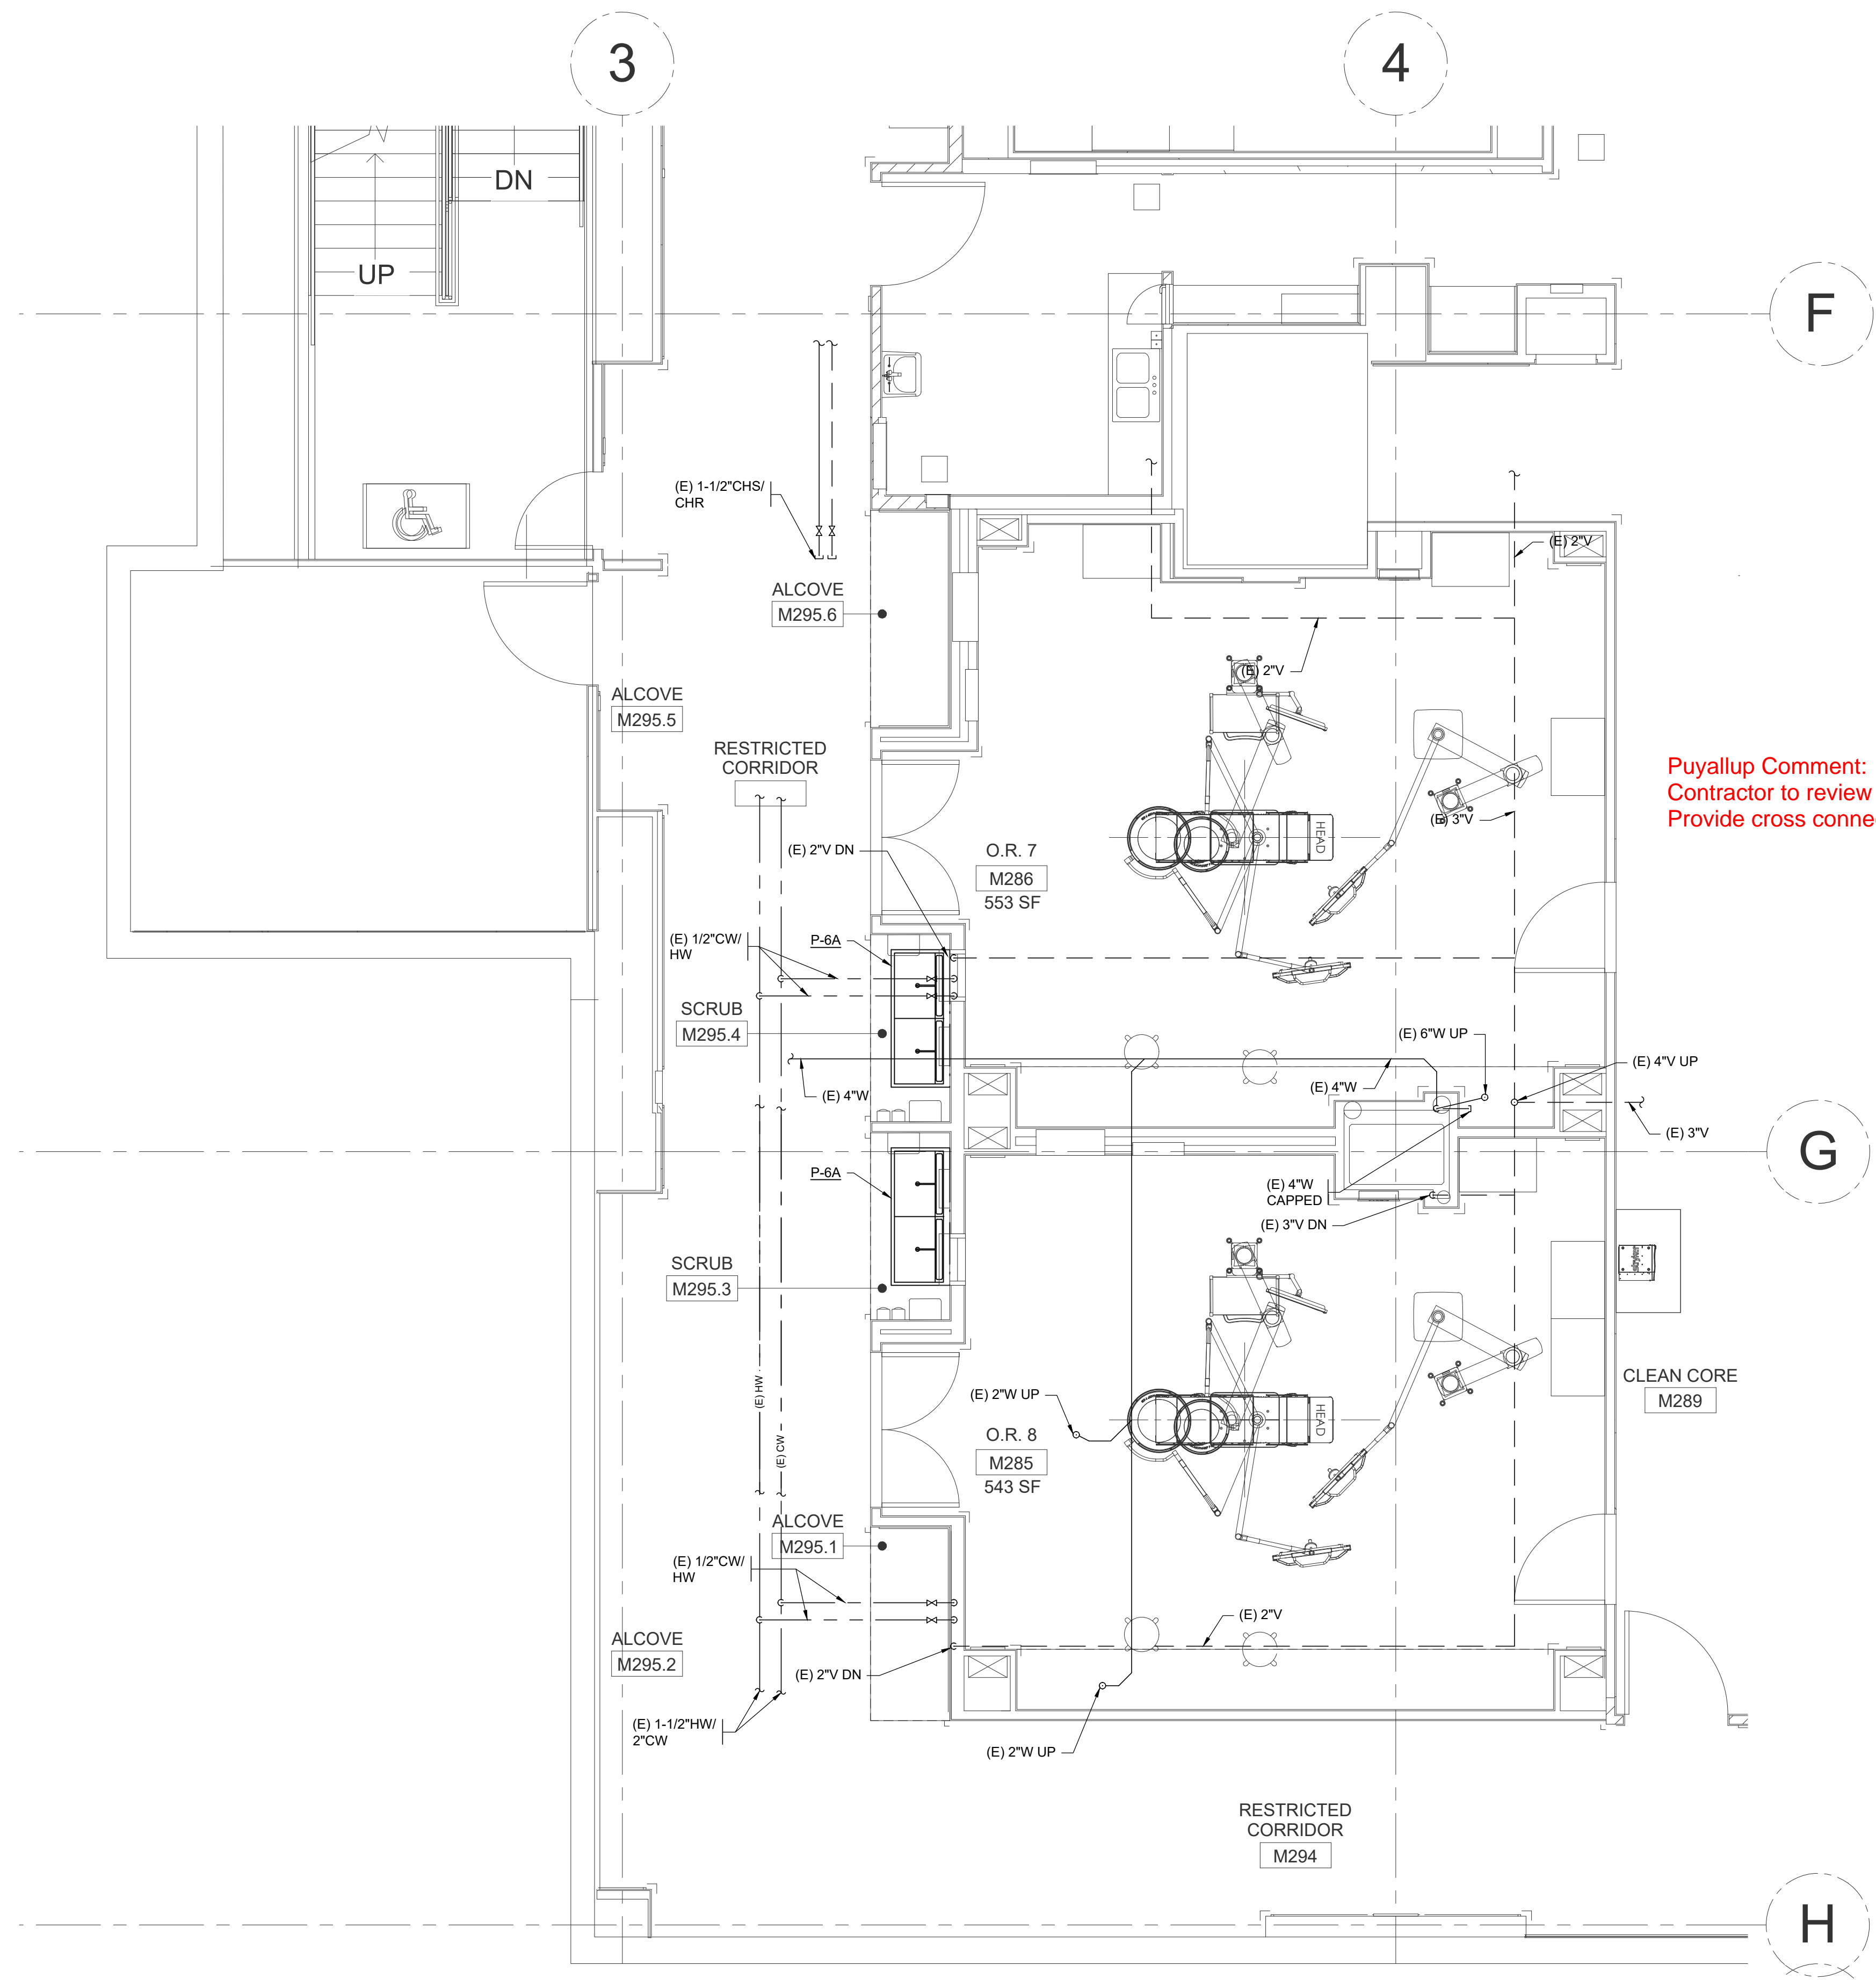 3
4
DN
UP
F
(E) 1-1/2"CHS/
CHR
(E) 2"V
ALCOVE
M295.6
(E) 2"V
ALCOVE
M295.5
RESTRICTED
CORRIDOR
Puyallup Comment:
Contractor to review
Provide cross conne
(E) 3"V
HEAD
(E) 2"V DN
O.R. 7
M286
553 SF
(E) 1/2"CW/
HW
P-6A
SCRUB
M295.4
(E) 6"W UP
(E) 4"V UP
(E) 4"W
(E) 4"W
(E) 3"V
G
P-6A
(E) 4"W
CAPPED
(E) 3"V DN
SCRUB
M295.3
(E) HW
(E) CW
CLEAN CORE
M289
HEAD
(E) 2"W UP
O.R. 8
M285
543 SF
ALCOVE
M295.1
(E) 1/2"CW/
HW
(E) 2"V
ALCOVE
M295.2
(E) 2"V DN
(E) 1-1/2"HW/
2"CW
(E) 2"W UP
RESTRICTED
CORRIDOR
M294
H